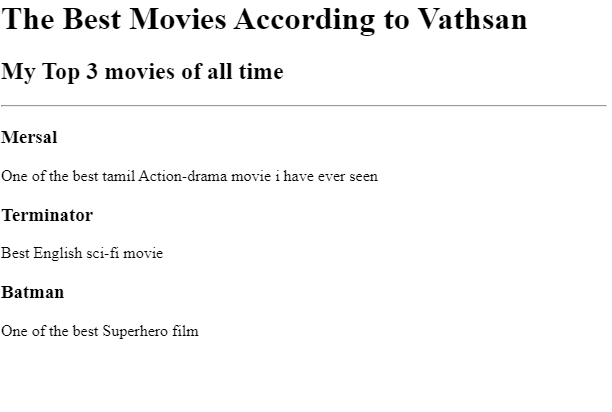 The Best Movies According to Vathsan
My Top 3 movies of all time
Mersal
One of the best tamil Action-drama movie i have ever seen
Terminator
Best English sci-fi movie
Batman
One of the best Superhero film